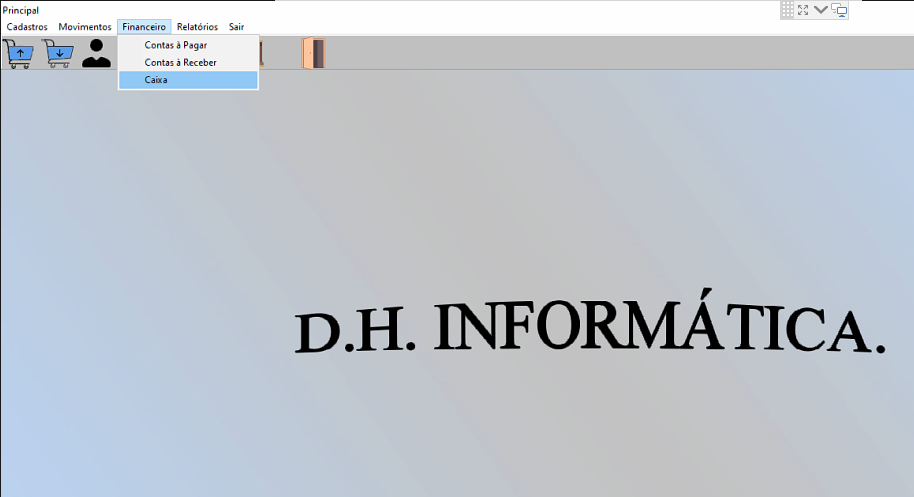 Principal
Cadastros Movimentos Financeiro Relatórios Sair
Contas à Pagar
Contas à Receber
Caixa
D.H. INFORMÁTICA.